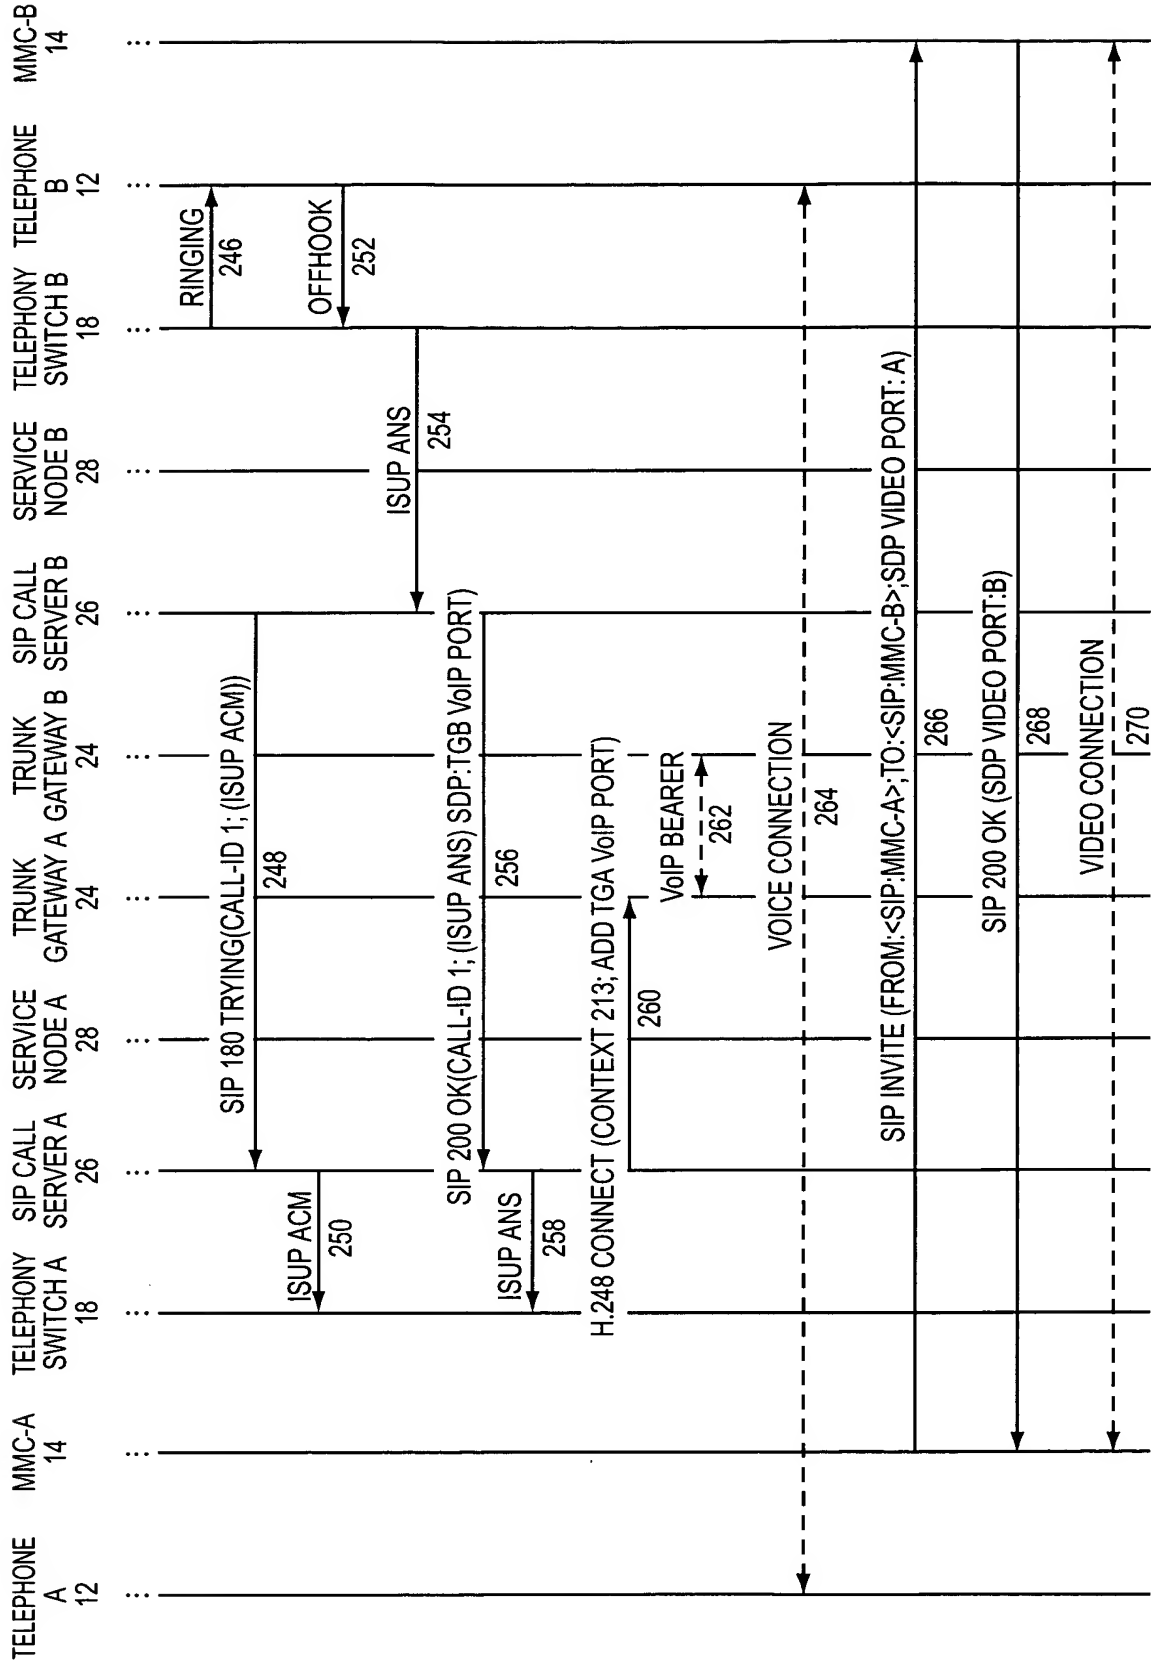 TELEPHONE
A
12
...
MMC-A
14
...
TELEPHONY
SWITCH A
18
...
SIP CALL
SERVER A
26
...
SERVICE
NODE A
28
...
TRUNK
GATEWAY A
24
...
TRUNK
GATEWAY B
24
...
SIP CALL
SERVER B
26
...
SERVICE
NODE B
28
...
TELEPHONY
SWITCH B
18
...
TELEPHONE
B
12
...
MMC-B
14
...
RINGING
246
SIP 180 TRYING(CALL-ID 1; (ISUP ACM))
248
ISUP ACM
250
OFFHOOK
252
ISUP ANS
254
SIP 200 OK(CALL-ID 1; (ISUP ANS) SDP:TGB VoIP PORT)
256
ISUP ANS
258
H.248 CONNECT (CONTEXT 213; ADD TGA VoIP PORT)
260
VoIP BEARER
262
VOICE CONNECTION
264
SIP INVITE (FROM:<SIP:MMC-A>;TO:<SIP:MMC-B>;SDP VIDEO PORT: A)
266
SIP 200 OK (SDP VIDEO PORT:B)
268
VIDEO CONNECTION
270